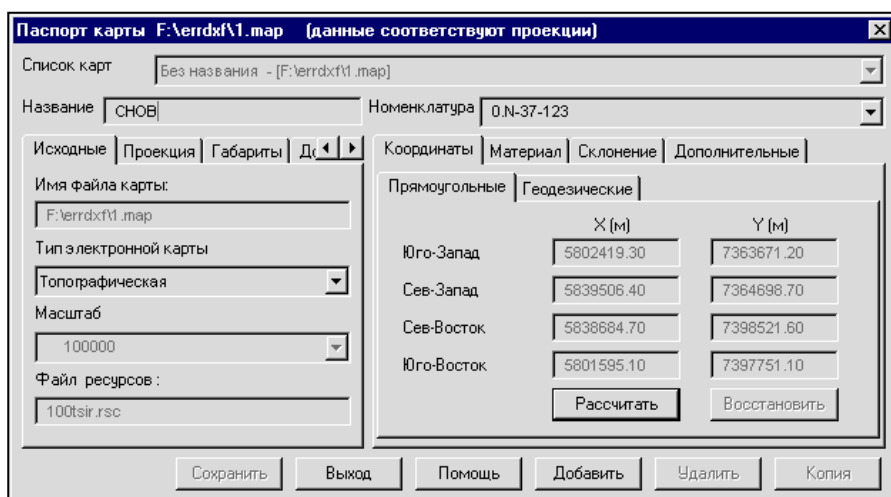 Паспорт карты F:\errdxf\1.map (данные соответствуют проекции)
Список карт Без названия - [F:\errdxf\1.map]
Название СНОВ Номенклатура 0.N-37-123
Исходные Проекция Габариты До Координаты Материал Склонение Дополнительные
Имя файла карты:
F:\errdxf\1.map
Тип электронной карты
Топографическая
Масштаб
100000
Файл ресурсов :
100tsir.rsc
Прямоугольные Геодезические
X (м) Y (м)
Юго-Запад 5802419.30 7363671.20
Сев-Запад 5839506.40 7364698.70
Сев-Восток 5838684.70 7398521.60
Юго-Восток 5801595.10 7397751.10
Рассчитать Восстановить
Сохранить Выход Помощь Добавить Удалить Копия